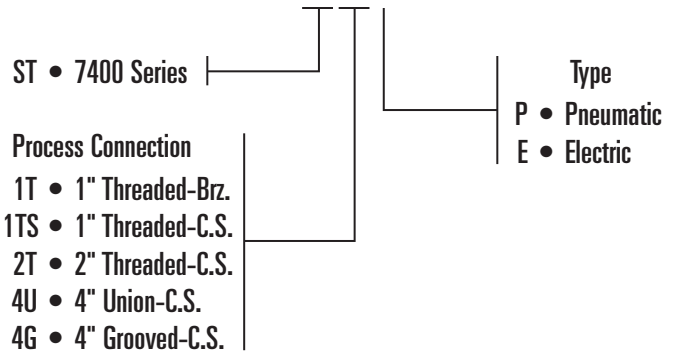 ST • 7400 Series
Process Connection
1T • 1" Threaded-Brz.
1TS • 1" Threaded-C.S.
2T • 2" Threaded-C.S.
4U • 4" Union-C.S.
4G • 4" Grooved-C.S.
Type
P • Pneumatic
E • Electric